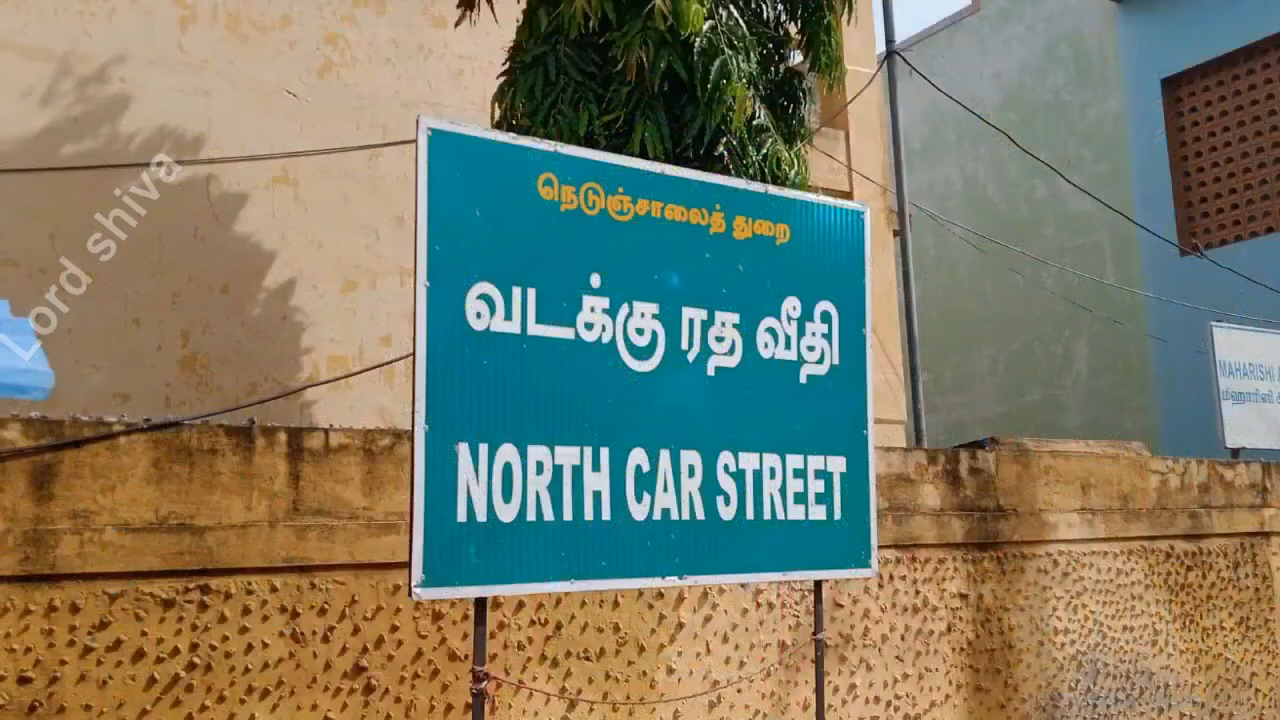 நெடுஞ்சாலைத் துறை
வடக்கு ரத வீதி
NORTH CAR STREET
MAHARISHI
Lord shiva